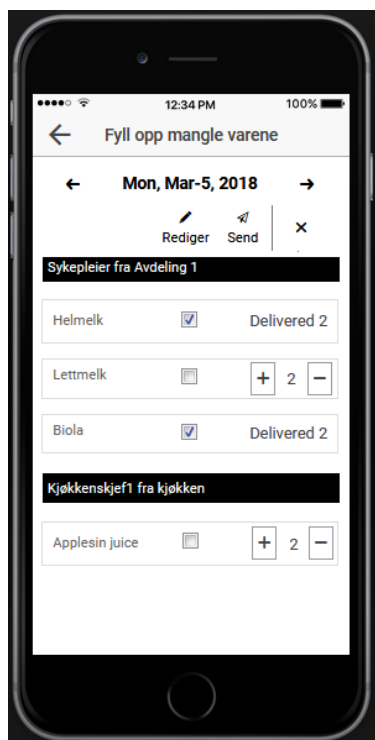 12:34 PM 100%
Fyll opp mangle varene
Mon, Mar-5, 2018
Rediger Send
Sykepleier fra Avdeling 1
Helmelk Delivered 2
Lettmelk + 2 −
Biola Delivered 2
Kjøkkenskjef1 fra kjøkken
Applesin juice + 2 −